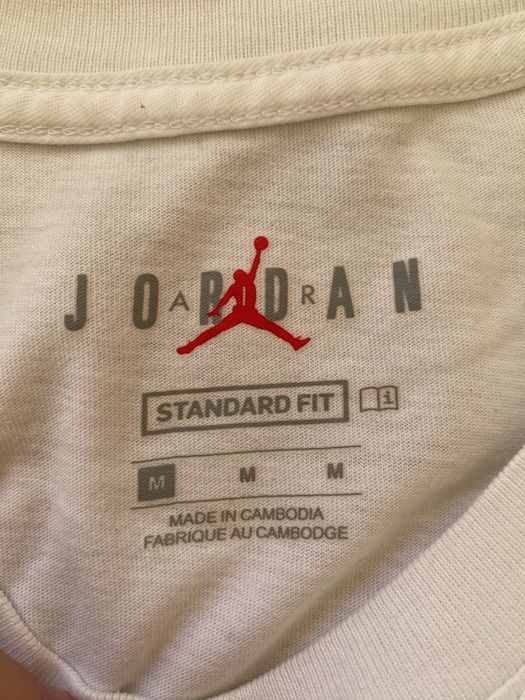 JORDAN
AIR
STANDARD FIT
M M M
MADE IN CAMBODIA
FABRIQUE AU CAMBODGE